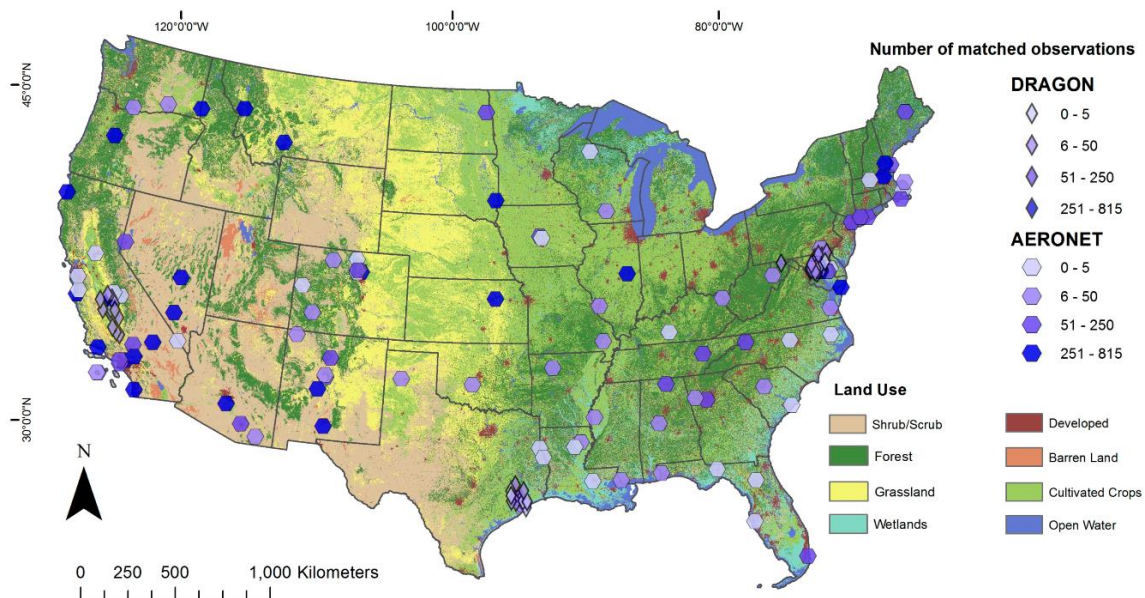 120°0'0"W 100°0'0"W 80°0'0"W
45°0'0"N
30°0'0"N
Number of matched observations
DRAGON
0 - 5
6 - 50
51 - 250
251 - 815
AERONET
0 - 5
6 - 50
51 - 250
251 - 815
Land Use
Shrub/Scrub
Forest
Grassland
Wetlands
Developed
Barren Land
Cultivated Crops
Open Water
N
0 250 500 1,000 Kilometers